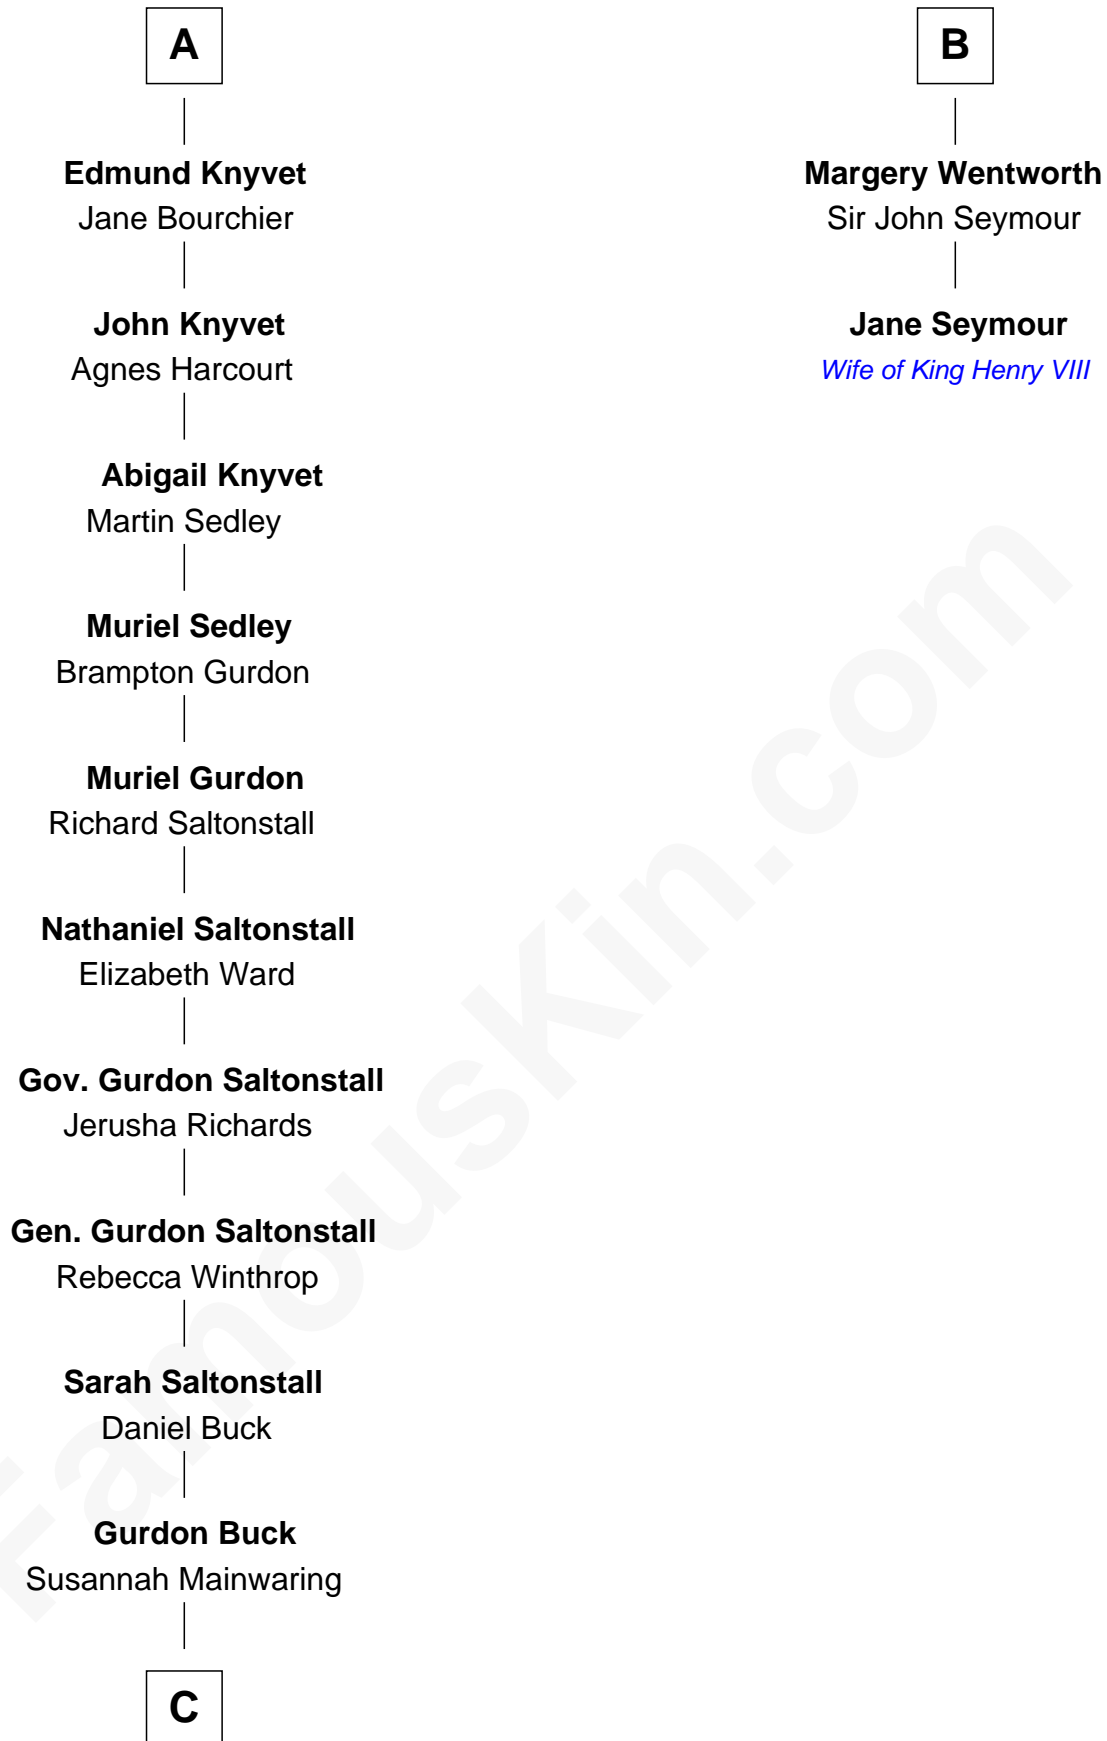 A
Edmund Knyvet
Jane Bourchier
John Knyvet
Agnes Harcourt
Abigail Knyvet
Martin Sedley
Muriel Sedley
Brampton Gurdon
Muriel Gurdon
Richard Saltonstall
Nathaniel Saltonstall
Elizabeth Ward
Gov. Gurdon Saltonstall
Jerusha Richards
Gen. Gurdon Saltonstall
Rebecca Winthrop
Sarah Saltonstall
Daniel Buck
Gurdon Buck
Susannah Mainwaring
C
B
Margery Wentworth
Sir John Seymour
Jane Seymour
Wife of King Henry VIII
FamousKin.com